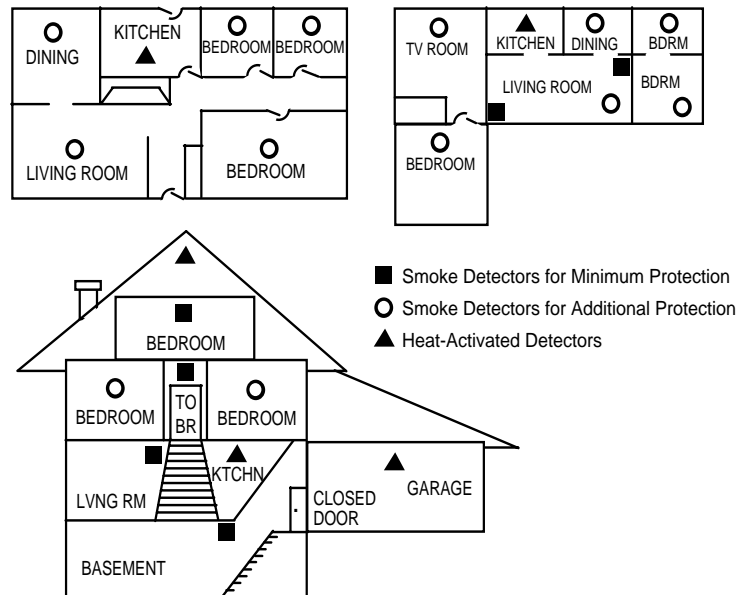 DINING
KITCHEN
BEDROOM
BEDROOM
LIVING ROOM
BEDROOM
TV ROOM
KITCHEN
DINING
BDRM
LIVING ROOM
BDRM
BEDROOM
Smoke Detectors for Minimum Protection
Smoke Detectors for Additional Protection
Heat-Activated Detectors
BEDROOM
BEDROOM
TO
BR
BEDROOM
LVNG RM
KTCHN
CLOSED
DOOR
GARAGE
BASEMENT